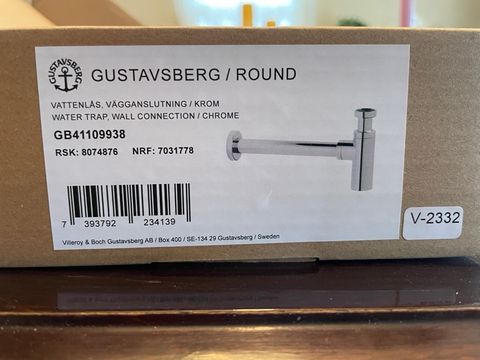 GUSTAVSBERG
GUSTAVSBERG / ROUND
VATTENLÅS, VÄGGANSLUTNING / KROM
WATER TRAP, WALL CONNECTION / CHROME
GB41109938
RSK: 8074876 NRF: 7031778
7 393792 234139
Villeroy & Boch Gustavsberg AB / Box 400 / SE-134 29 Gustavsberg / Sweden
V-2332